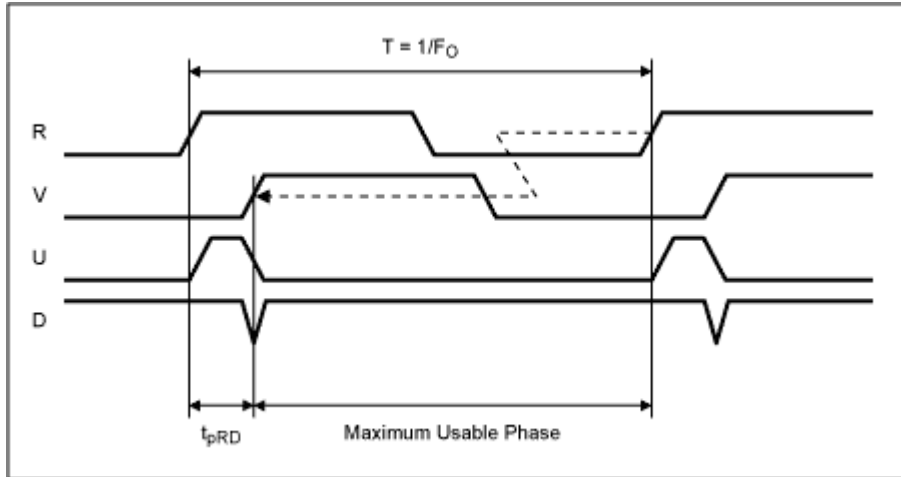 T = 1/FO
R
V
U
D
tpRD
Maximum Usable Phase